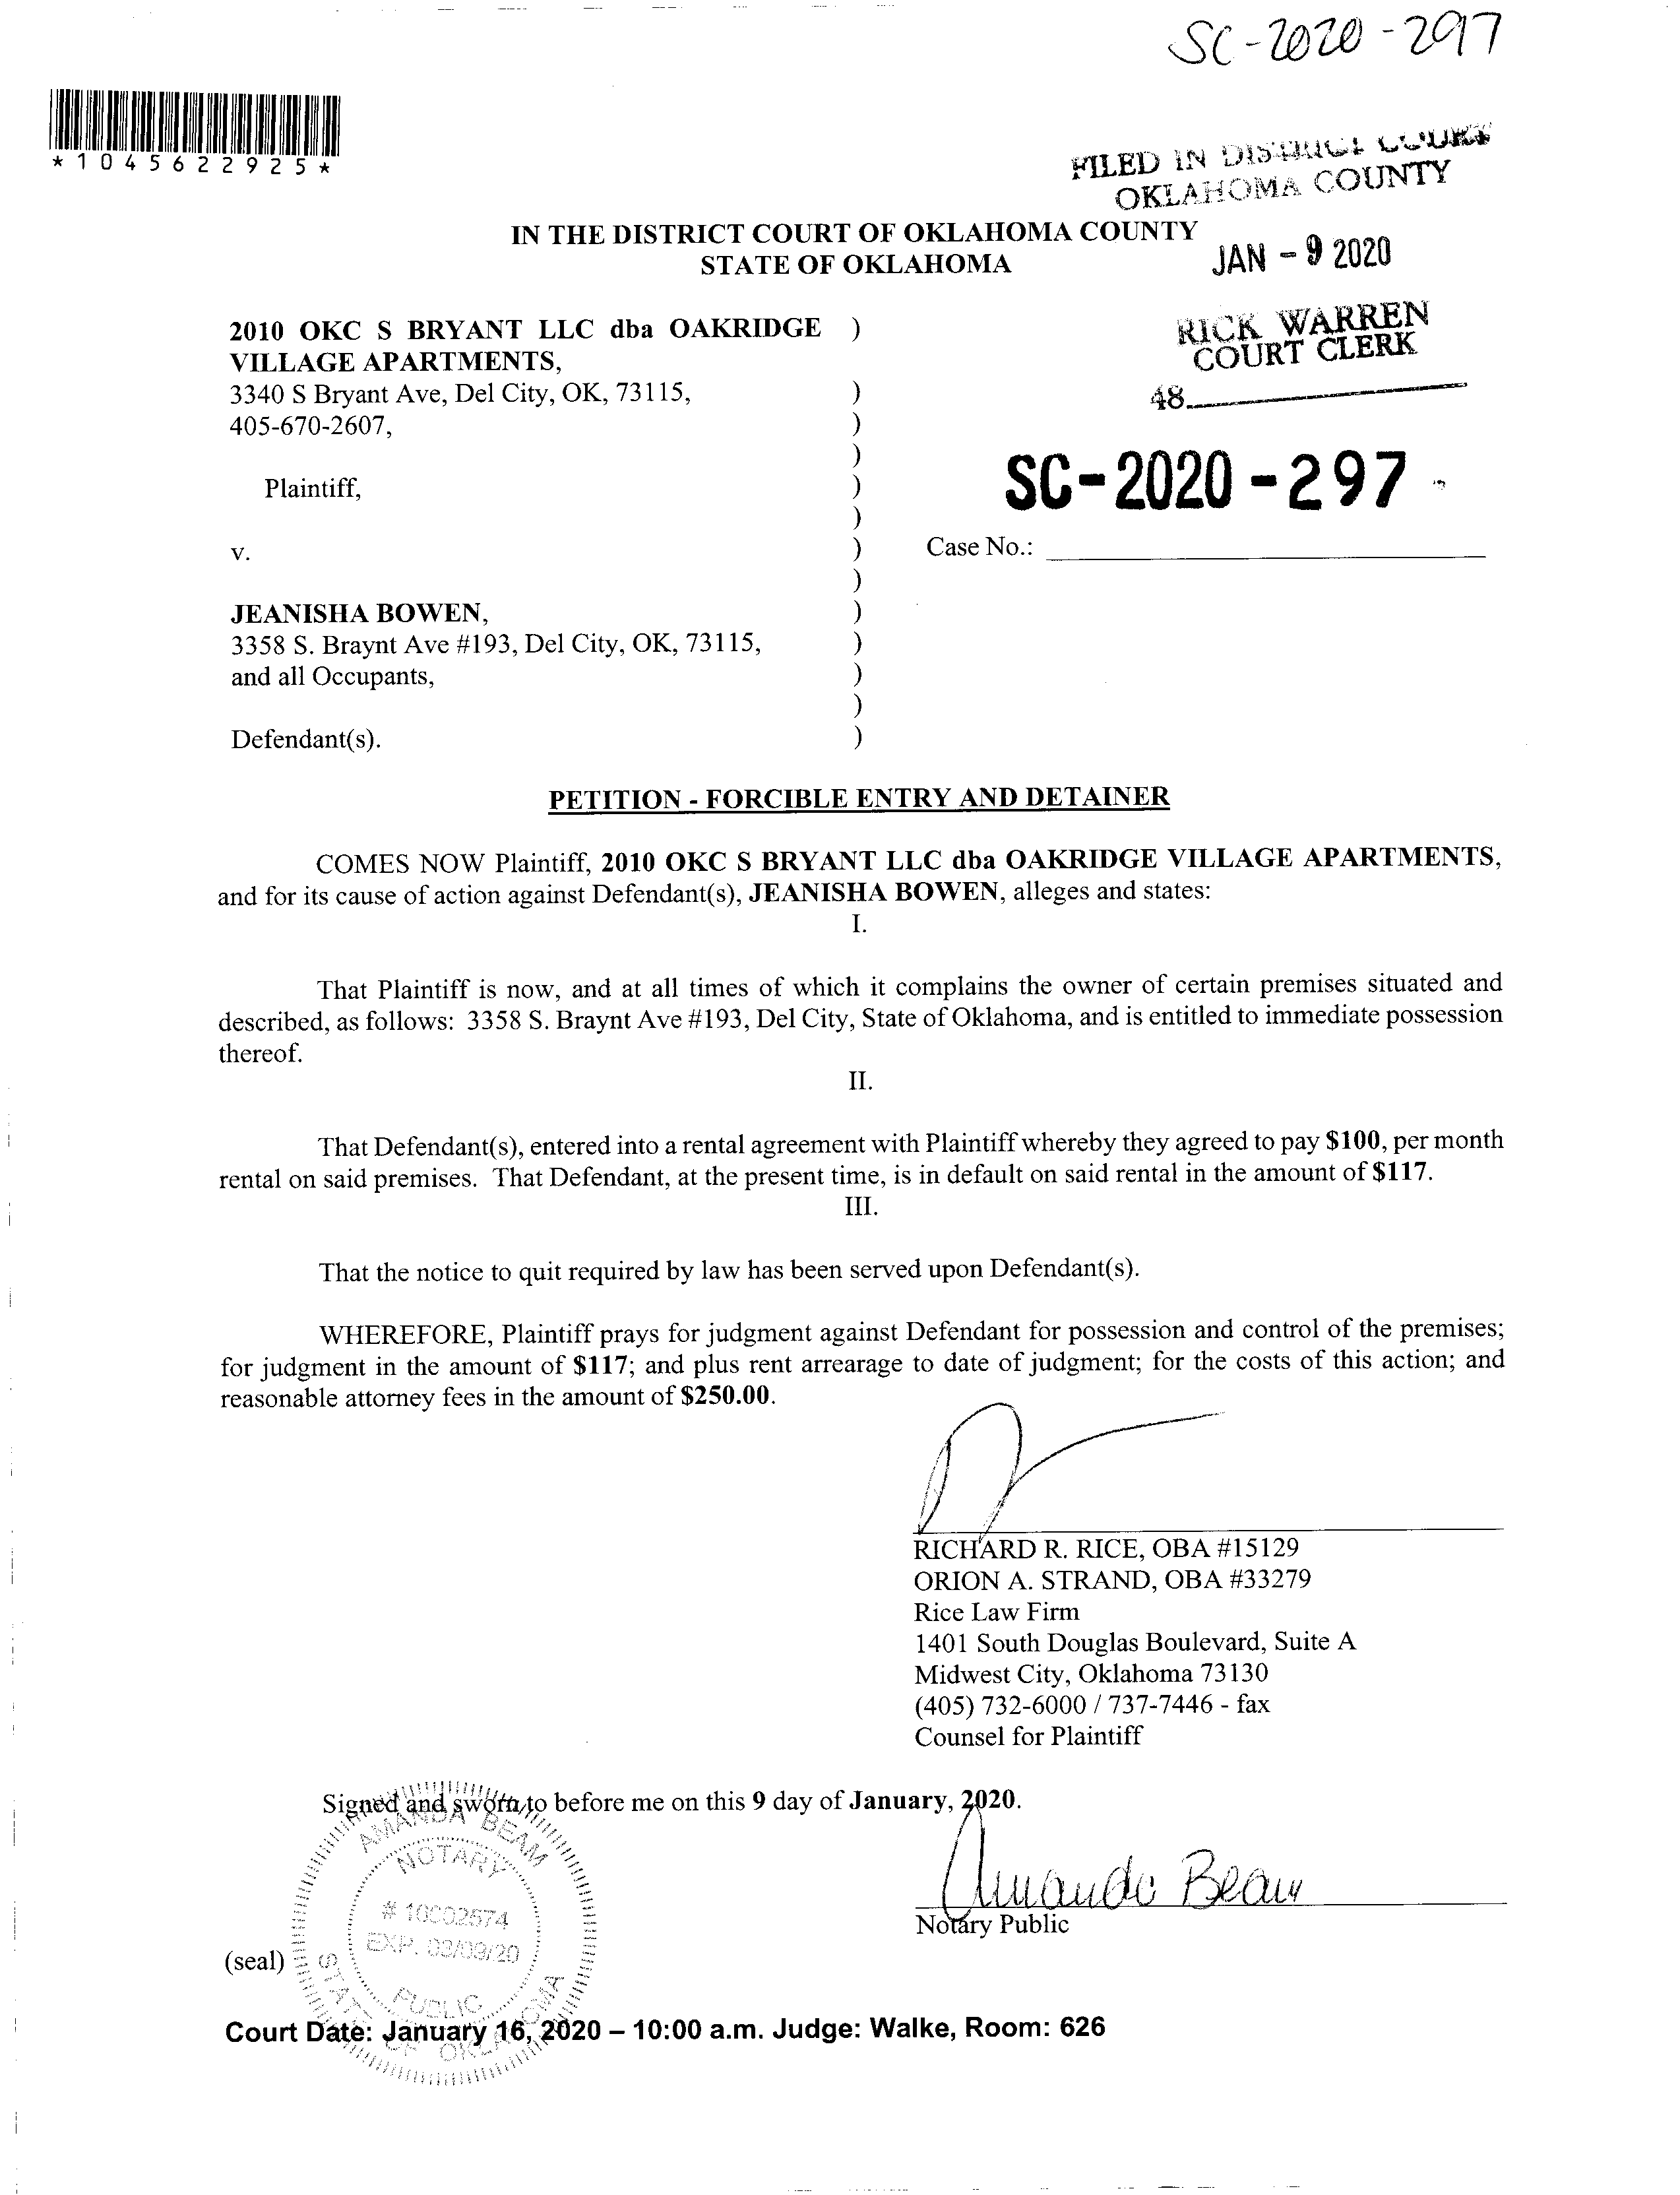 SC-2020-297
*1045622925*
FILED IN DISTRICT COURT
OKLAHOMA COUNTY
IN THE DISTRICT COURT OF OKLAHOMA COUNTY
STATE OF OKLAHOMA
JAN - 9 2020
RICK WARREN
COURT CLERK
48
2010 OKC S BRYANT LLC dba OAKRIDGE )
VILLAGE APARTMENTS,
3340 S Bryant Ave, Del City, OK, 73115, )
405-670-2607, )
)
Plaintiff, )
SC-2020-297
)
v. )
Case No.:
)
JEANISHA BOWEN, )
3358 S. Braynt Ave #193, Del City, OK, 73115, )
and all Occupants, )
)
Defendant(s). )
PETITION - FORCIBLE ENTRY AND DETAINER
COMES NOW Plaintiff, 2010 OKC S BRYANT LLC dba OAKRIDGE VILLAGE APARTMENTS,
and for its cause of action against Defendant(s), JEANISHA BOWEN, alleges and states:
I.
That Plaintiff is now, and at all times of which it complains the owner of certain premises situated and
described, as follows: 3358 S. Braynt Ave #193, Del City, State of Oklahoma, and is entitled to immediate possession
thereof.
II.
That Defendant(s), entered into a rental agreement with Plaintiff whereby they agreed to pay $100, per month
rental on said premises. That Defendant, at the present time, is in default on said rental in the amount of $117.
III.
That the notice to quit required by law has been served upon Defendant(s).
WHEREFORE, Plaintiff prays for judgment against Defendant for possession and control of the premises;
for judgment in the amount of $117; and plus rent arrearage to date of judgment; for the costs of this action; and
reasonable attorney fees in the amount of $250.00.
RICHARD R. RICE, OBA #15129
ORION A. STRAND, OBA #33279
Rice Law Firm
1401 South Douglas Boulevard, Suite A
Midwest City, Oklahoma 73130
(405) 732-6000 / 737-7446 - fax
Counsel for Plaintiff
Signed and sworn to before me on this 9 day of January, 2020.
AMANDA BEAM
NOTARY
# 10002574
EXP. 03/09/20
PUBLIC
STATE OF OKLAHOMA
Amanda Beam
Notary Public
(seal)
Court Date: January 16, 2020 – 10:00 a.m. Judge: Walke, Room: 626